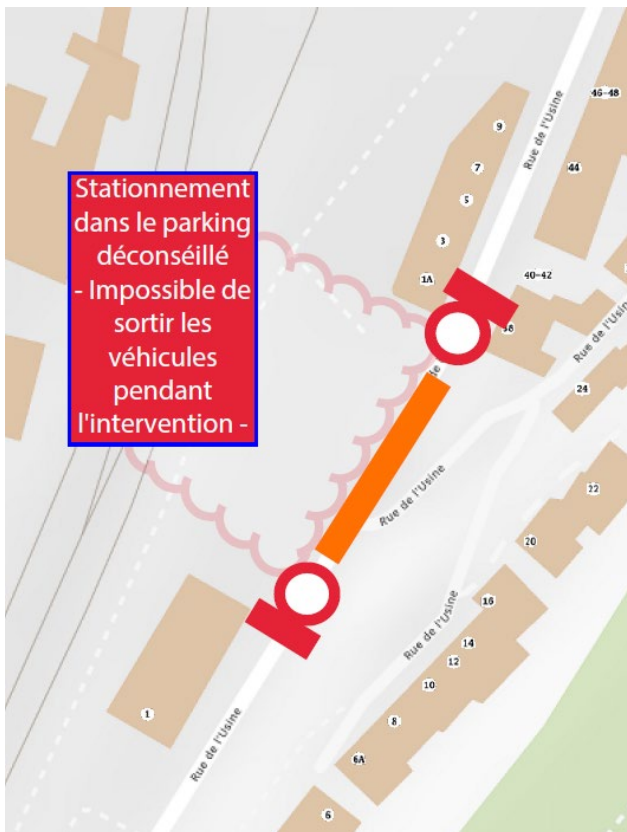 Stationnement
dans le parking
déconséillé
- Impossible de
sortir les
véhicules
pendant
l'intervention -
46-48
Rue de l'Usine
9
44
7
5
3
1A
40-42
38
Rue de l'Usine
24
Rue de l'Usine
22
20
16
14
Rue de l'Usine
12
10
8
1
6A
Rue de l'Usine
6